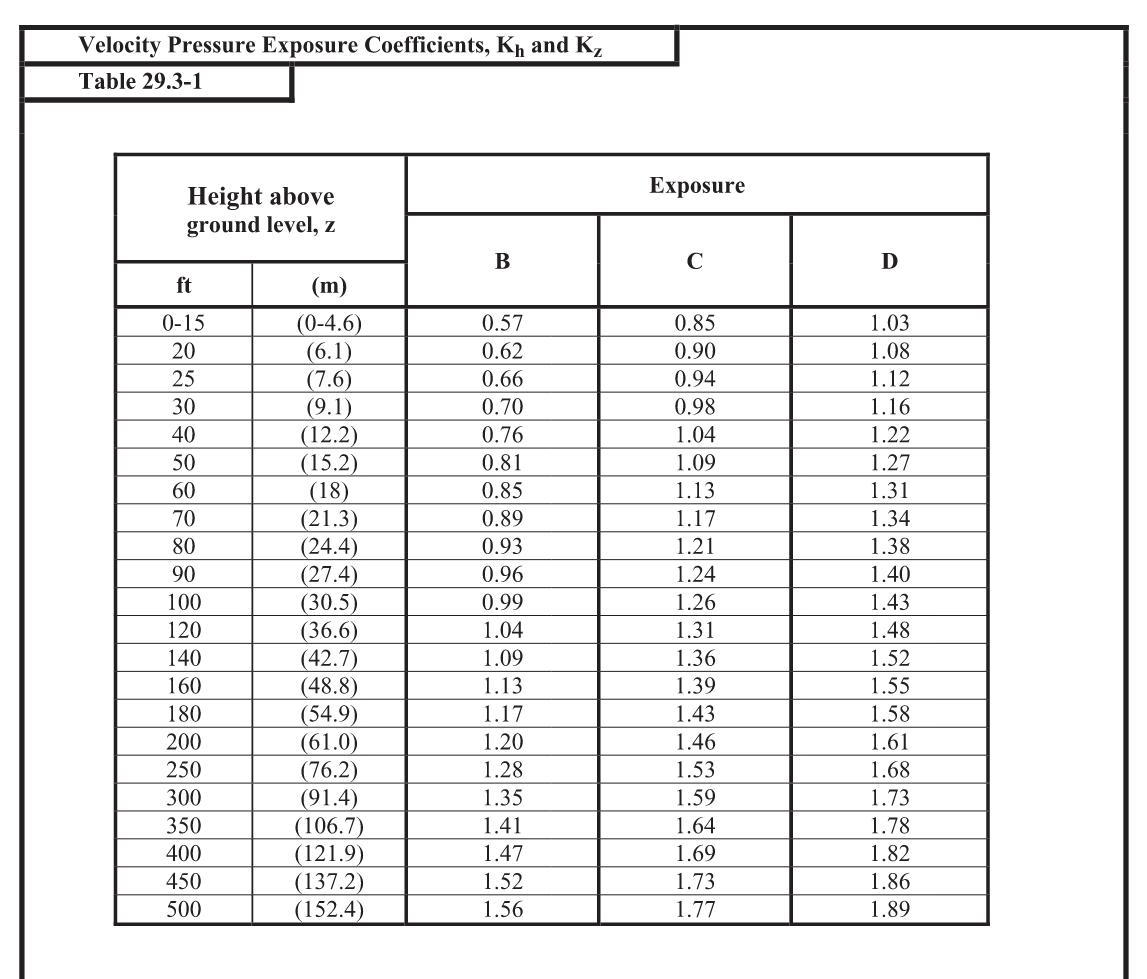 Velocity Pressure Exposure Coefficients, Kh and Kz
Table 29.3-1
Height above
ground level, z
Exposure
ft (m) B C D
0-15 (0-4.6) 0.57 0.85 1.03
20 (6.1) 0.62 0.90 1.08
25 (7.6) 0.66 0.94 1.12
30 (9.1) 0.70 0.98 1.16
40 (12.2) 0.76 1.04 1.22
50 (15.2) 0.81 1.09 1.27
60 (18) 0.85 1.13 1.31
70 (21.3) 0.89 1.17 1.34
80 (24.4) 0.93 1.21 1.38
90 (27.4) 0.96 1.24 1.40
100 (30.5) 0.99 1.26 1.43
120 (36.6) 1.04 1.31 1.48
140 (42.7) 1.09 1.36 1.52
160 (48.8) 1.13 1.39 1.55
180 (54.9) 1.17 1.43 1.58
200 (61.0) 1.20 1.46 1.61
250 (76.2) 1.28 1.53 1.68
300 (91.4) 1.35 1.59 1.73
350 (106.7) 1.41 1.64 1.78
400 (121.9) 1.47 1.69 1.82
450 (137.2) 1.52 1.73 1.86
500 (152.4) 1.56 1.77 1.89